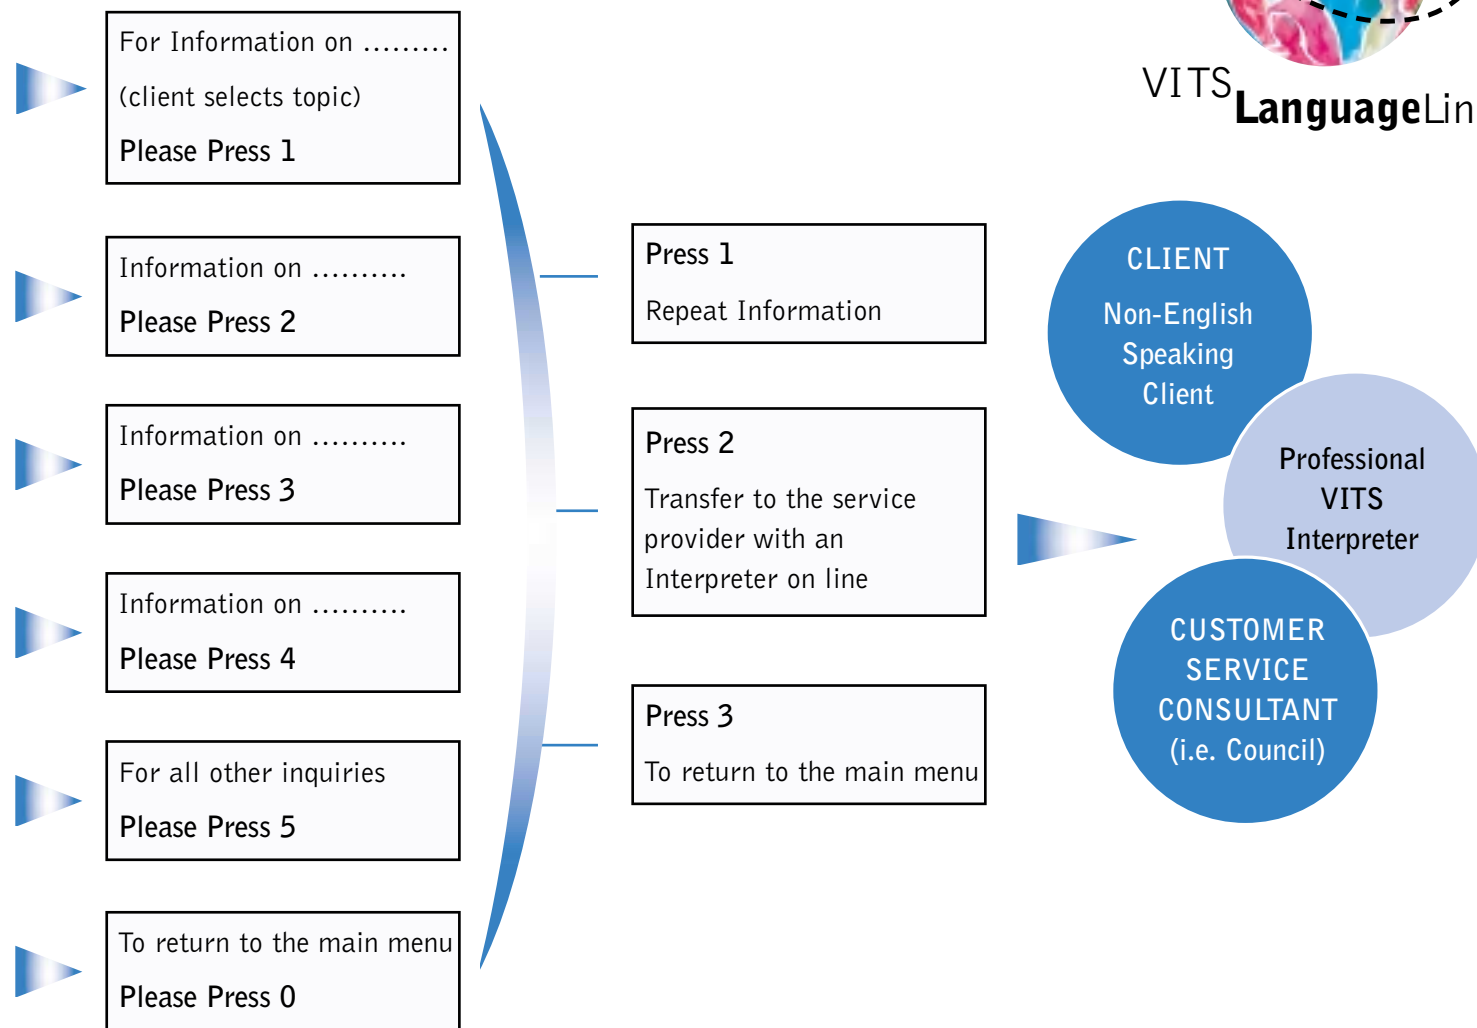 For Information on .........
(client selects topic)
Please Press 1
Information on ..........
Please Press 2
Information on ..........
Please Press 3
Information on ..........
Please Press 4
For all other inquiries
Please Press 5
To return to the main menu
Please Press 0
Press 1
Repeat Information
Press 2
Transfer to the service
provider with an
Interpreter on line
Press 3
To return to the main menu
VITS
LanguageLin
CLIENT
Non-English
Speaking
Client
Professional
VITS
Interpreter
CUSTOMER
SERVICE
CONSULTANT
(i.e. Council)